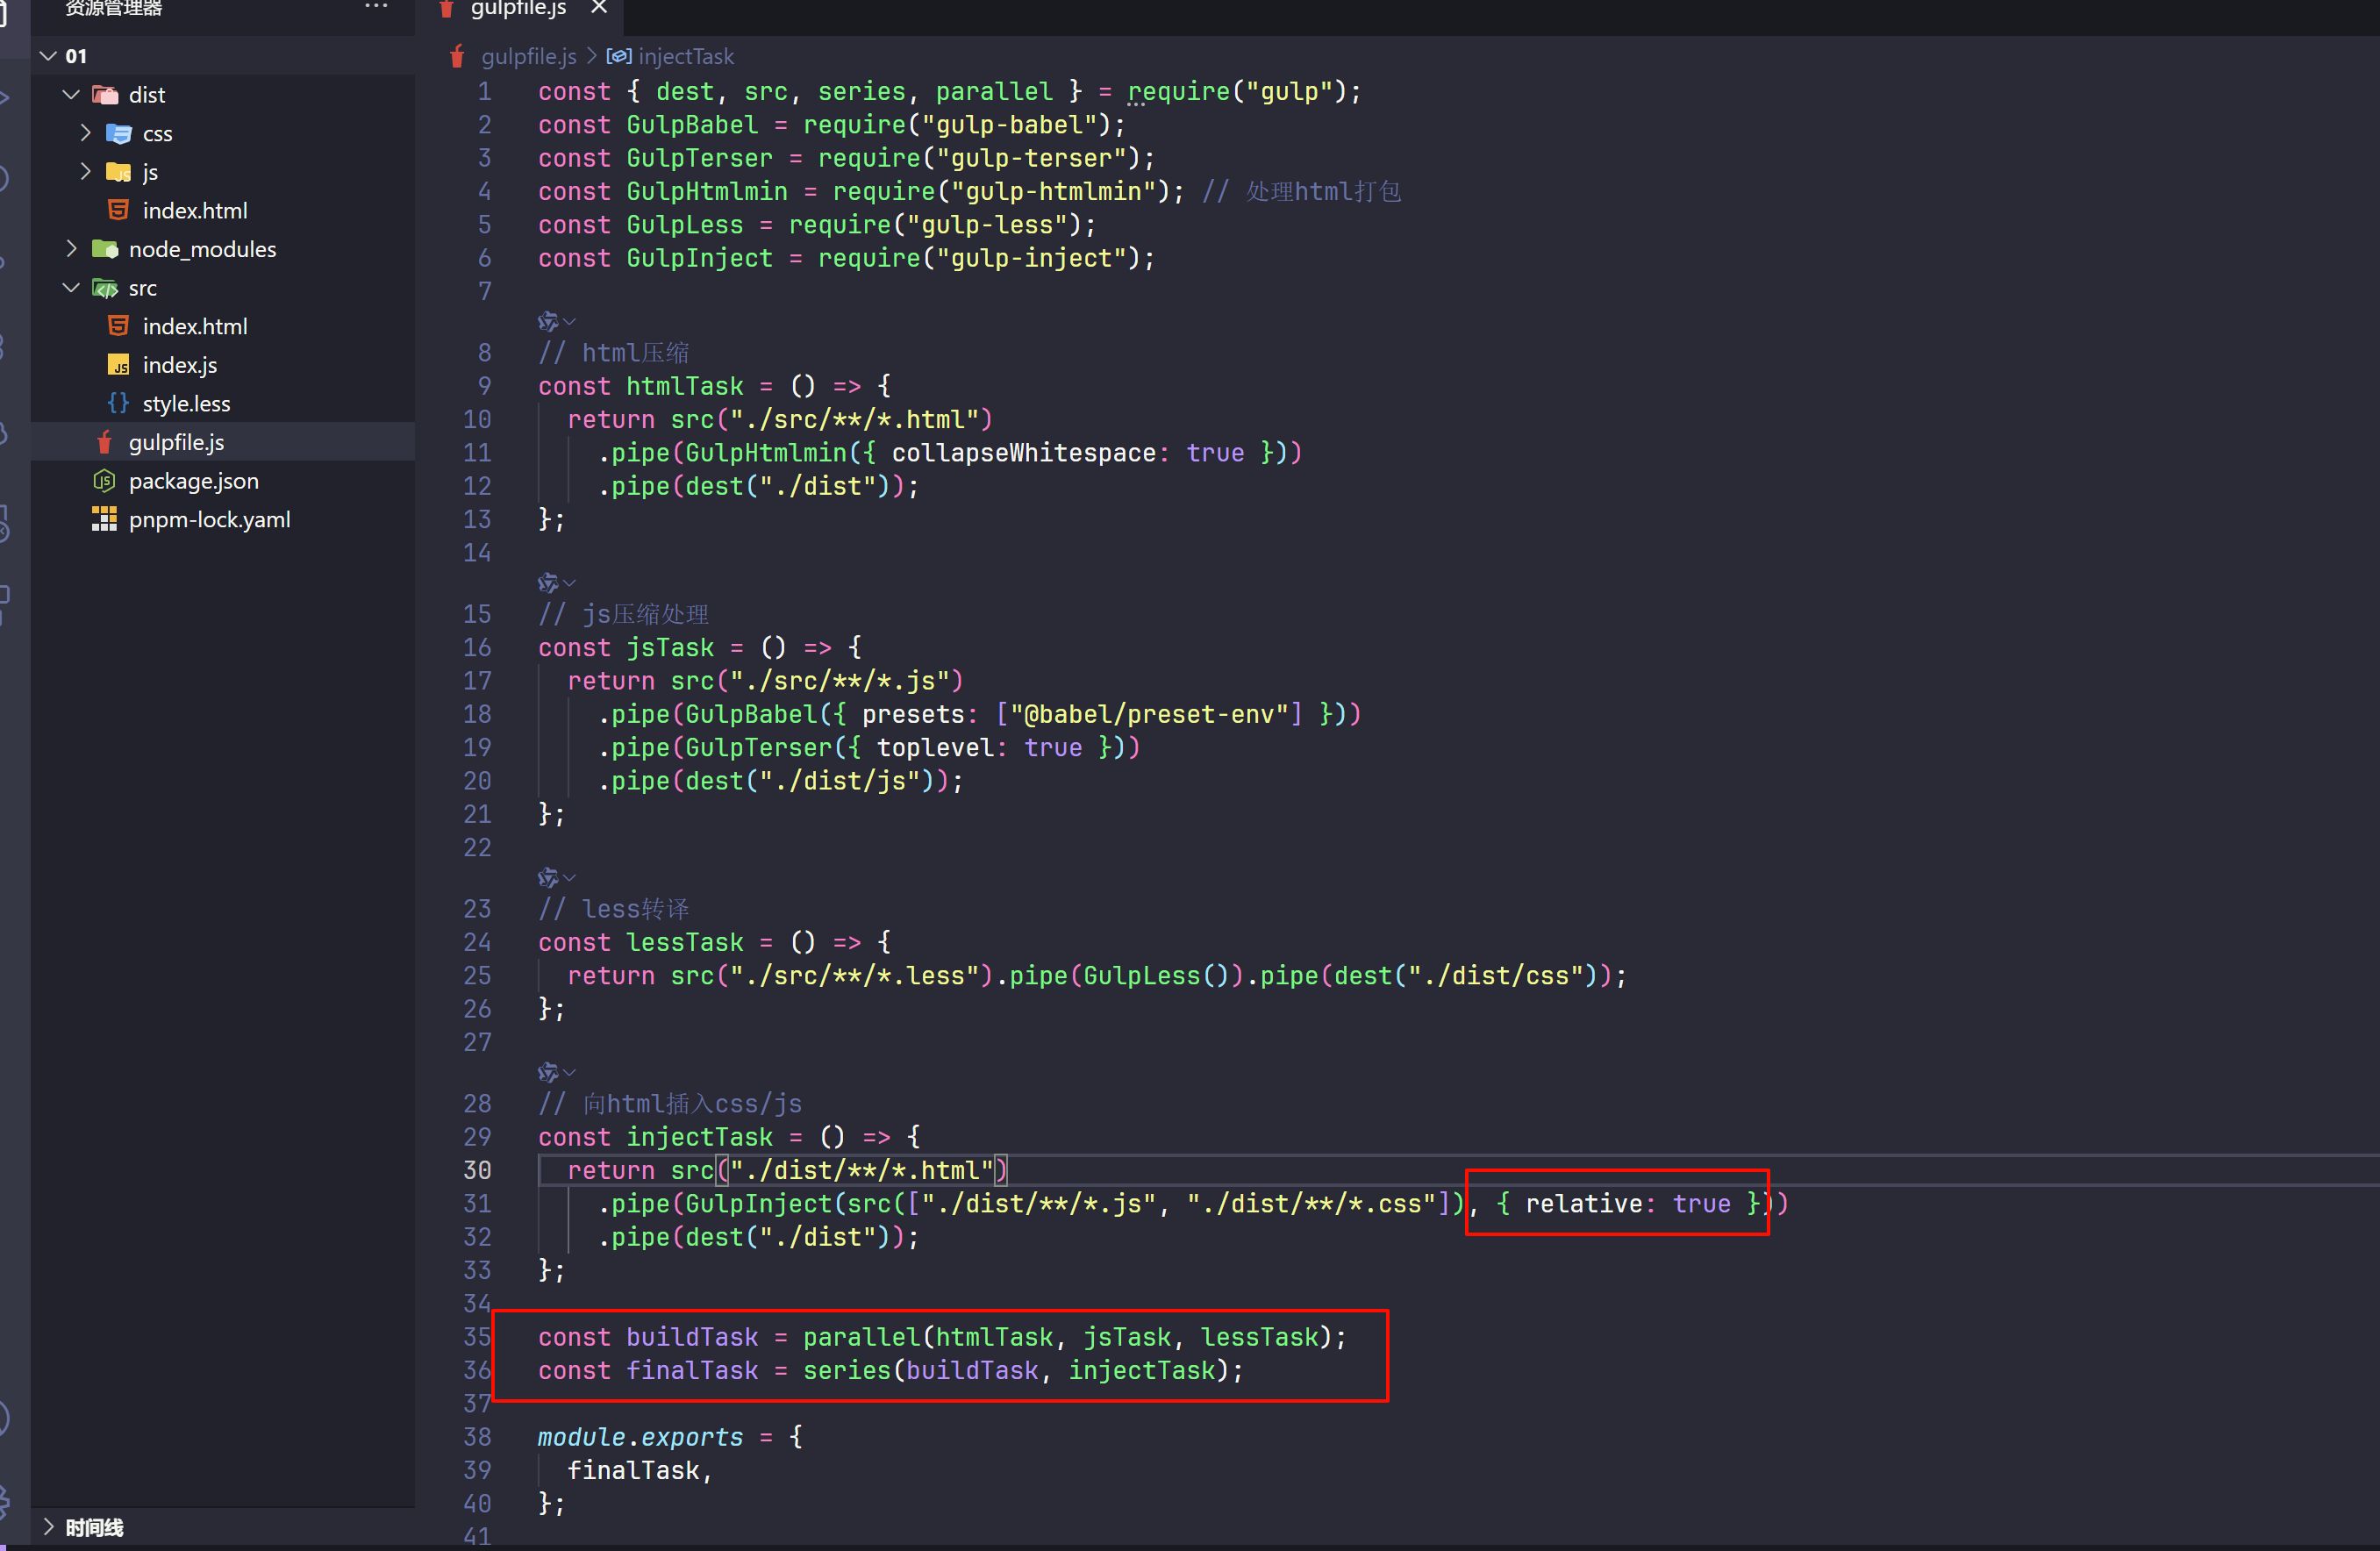 资源管理器
···
gulpfile.js
01
gulpfile.js > injectTask
dist
css
js
index.html
node_modules
src
index.html
index.js
style.less
gulpfile.js
package.json
pnpm-lock.yaml
时间线
1 const { dest, src, series, parallel } = require("gulp");
2 const GulpBabel = require("gulp-babel");
3 const GulpTerser = require("gulp-terser");
4 const GulpHtmlmin = require("gulp-htmlmin"); // 处理html打包
5 const GulpLess = require("gulp-less");
6 const GulpInject = require("gulp-inject");
7
8 // html压缩
9 const htmlTask = () => {
10   return src("./src/**/*.html")
11     .pipe(GulpHtmlmin({ collapseWhitespace: true }))
12     .pipe(dest("./dist"));
13 };
14
15 // js压缩处理
16 const jsTask = () => {
17   return src("./src/**/*.js")
18     .pipe(GulpBabel({ presets: ["@babel/preset-env"] }))
19     .pipe(GulpTerser({ toplevel: true }))
20     .pipe(dest("./dist/js"));
21 };
22
23 // less转译
24 const lessTask = () => {
25   return src("./src/**/*.less").pipe(GulpLess()).pipe(dest("./dist/css"));
26 };
27
28 // 向html插入css/js
29 const injectTask = () => {
30   return src("./dist/**/*.html")
31     .pipe(GulpInject(src(["./dist/**/*.js", "./dist/**/*.css"]), { relative: true }))
32     .pipe(dest("./dist"));
33 };
34
35 const buildTask = parallel(htmlTask, jsTask, lessTask);
36 const finalTask = series(buildTask, injectTask);
37
38 module.exports = {
39   finalTask,
40 };
41